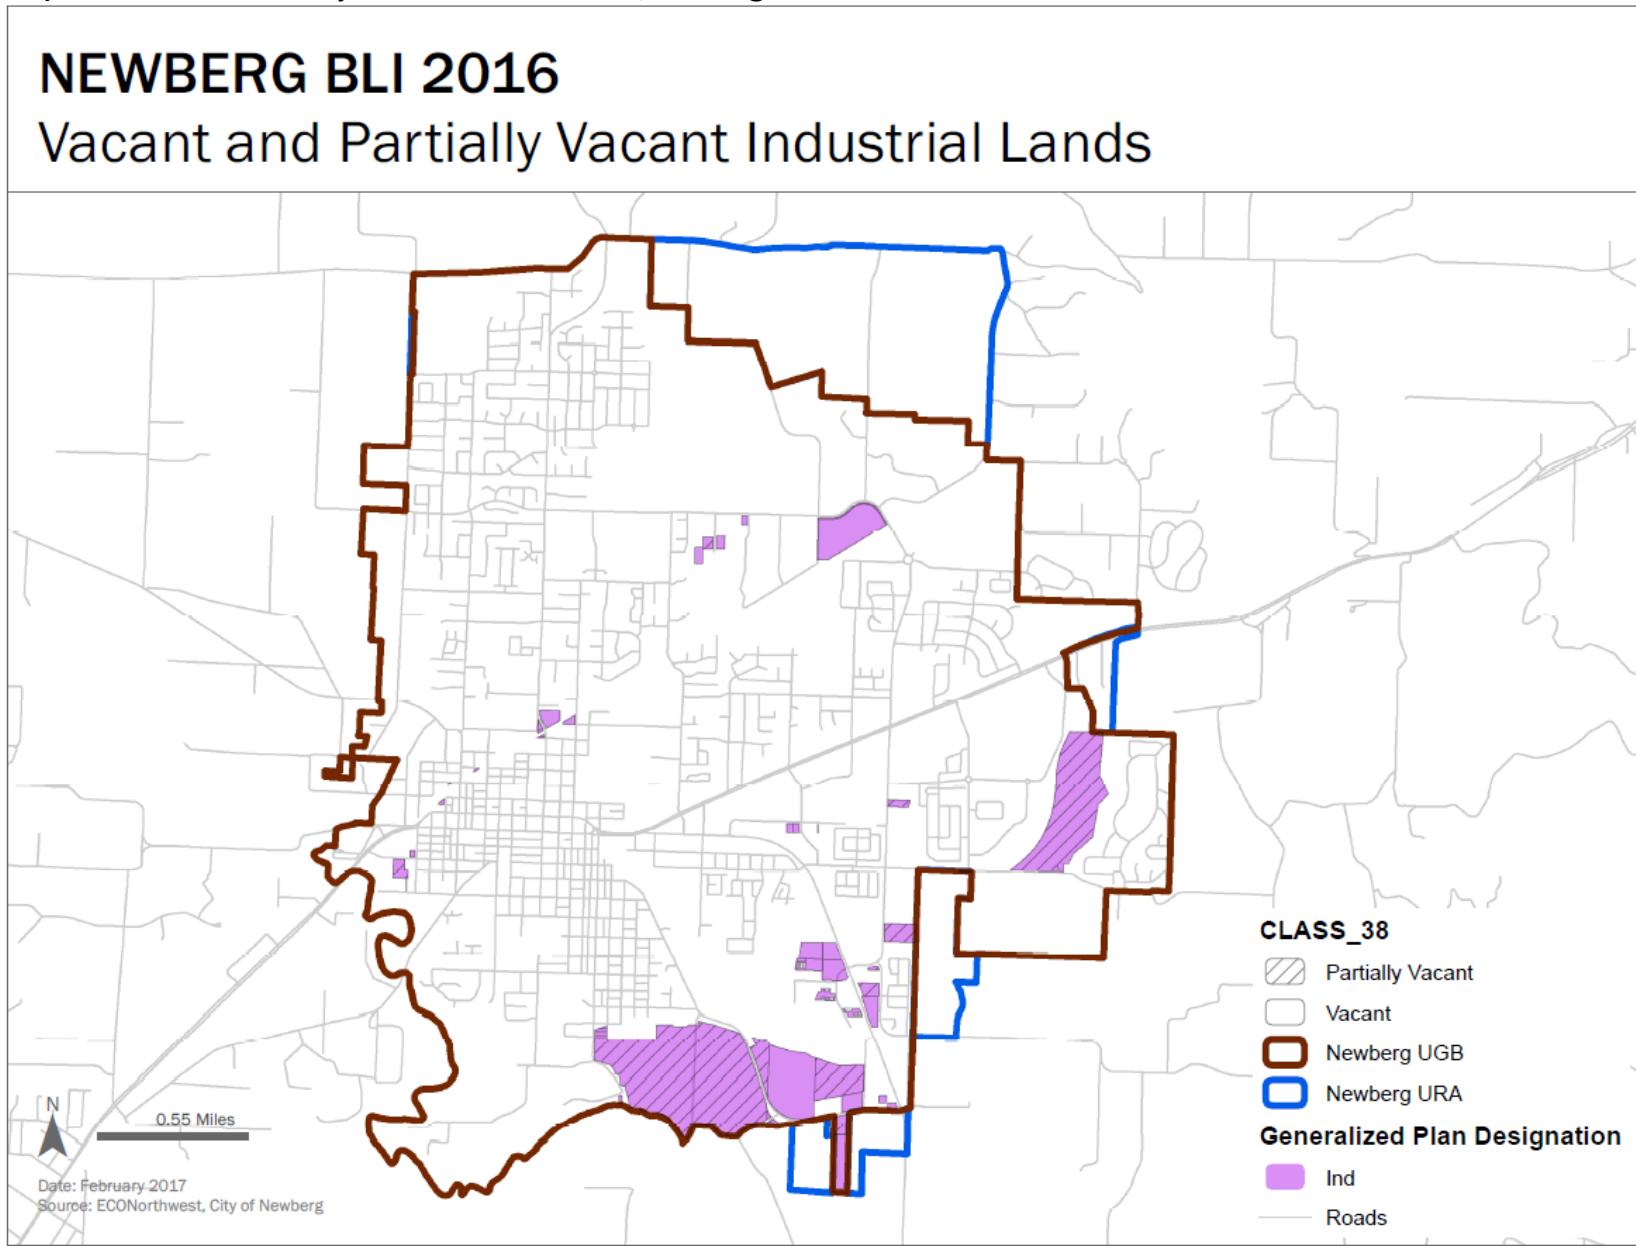 NEWBERG BLI 2016
Vacant and Partially Vacant Industrial Lands
CLASS_38
Partially Vacant
Vacant
Newberg UGB
Newberg URA
Generalized Plan Designation
Ind
Roads
N
0.55 Miles
Date: February 2017
Source: ECONorthwest, City of Newberg